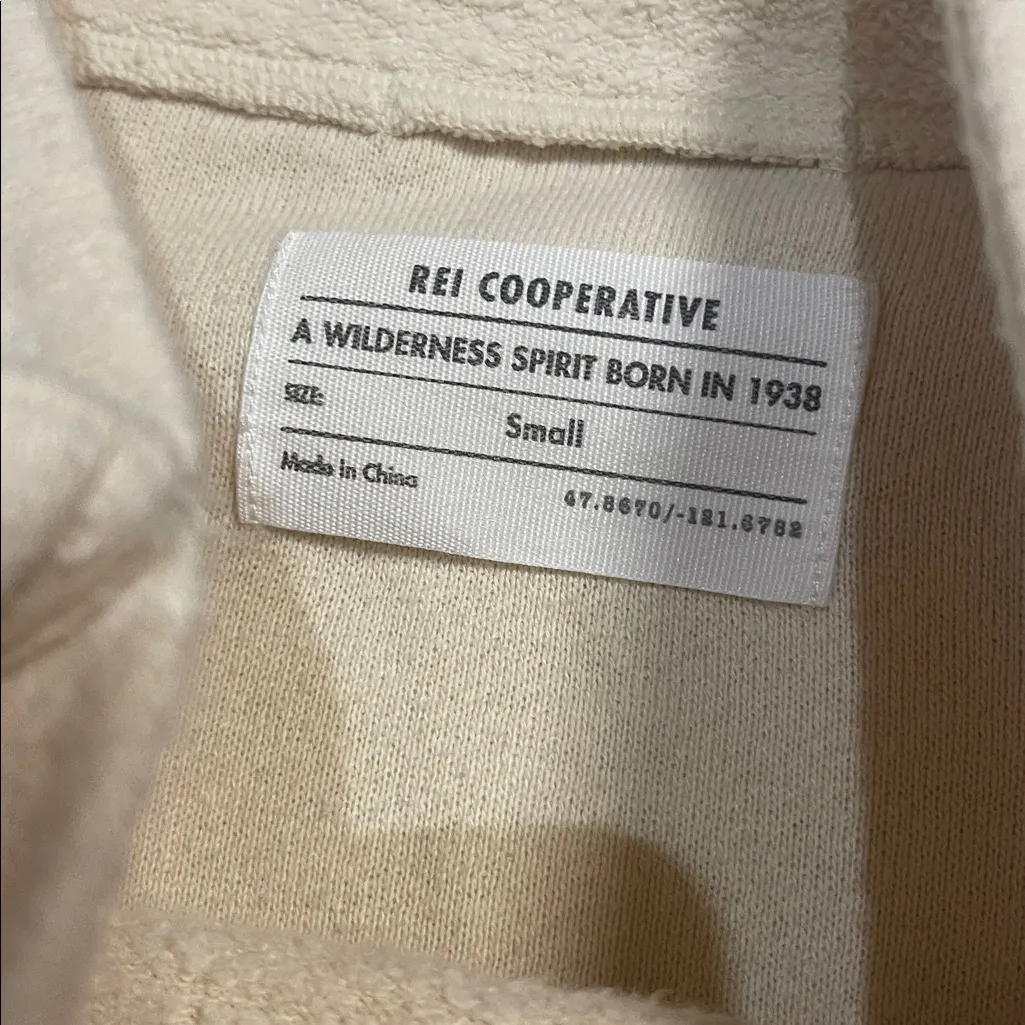 REI COOPERATIVE
A WILDERNESS SPIRIT BORN IN 1938
SIZE:
Small
Made in China
47.8670/-121.6782